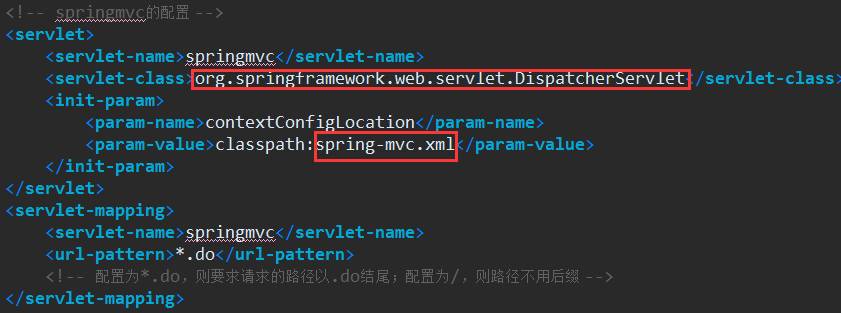 <!-- springmvc的配置 -->
<servlet>
<servlet-name>springmvc</servlet-name>
<servlet-class>org.springframework.web.servlet.DispatcherServlet</servlet-class>
<init-param>
<param-name>contextConfigLocation</param-name>
<param-value>classpath:spring-mvc.xml</param-value>
</init-param>
</servlet>
<servlet-mapping>
<servlet-name>springmvc</servlet-name>
<url-pattern>*.do</url-pattern>
<!-- 配置为*.do，则要求请求的路径以.do结尾；配置为/，则路径不用后缀 -->
</servlet-mapping>